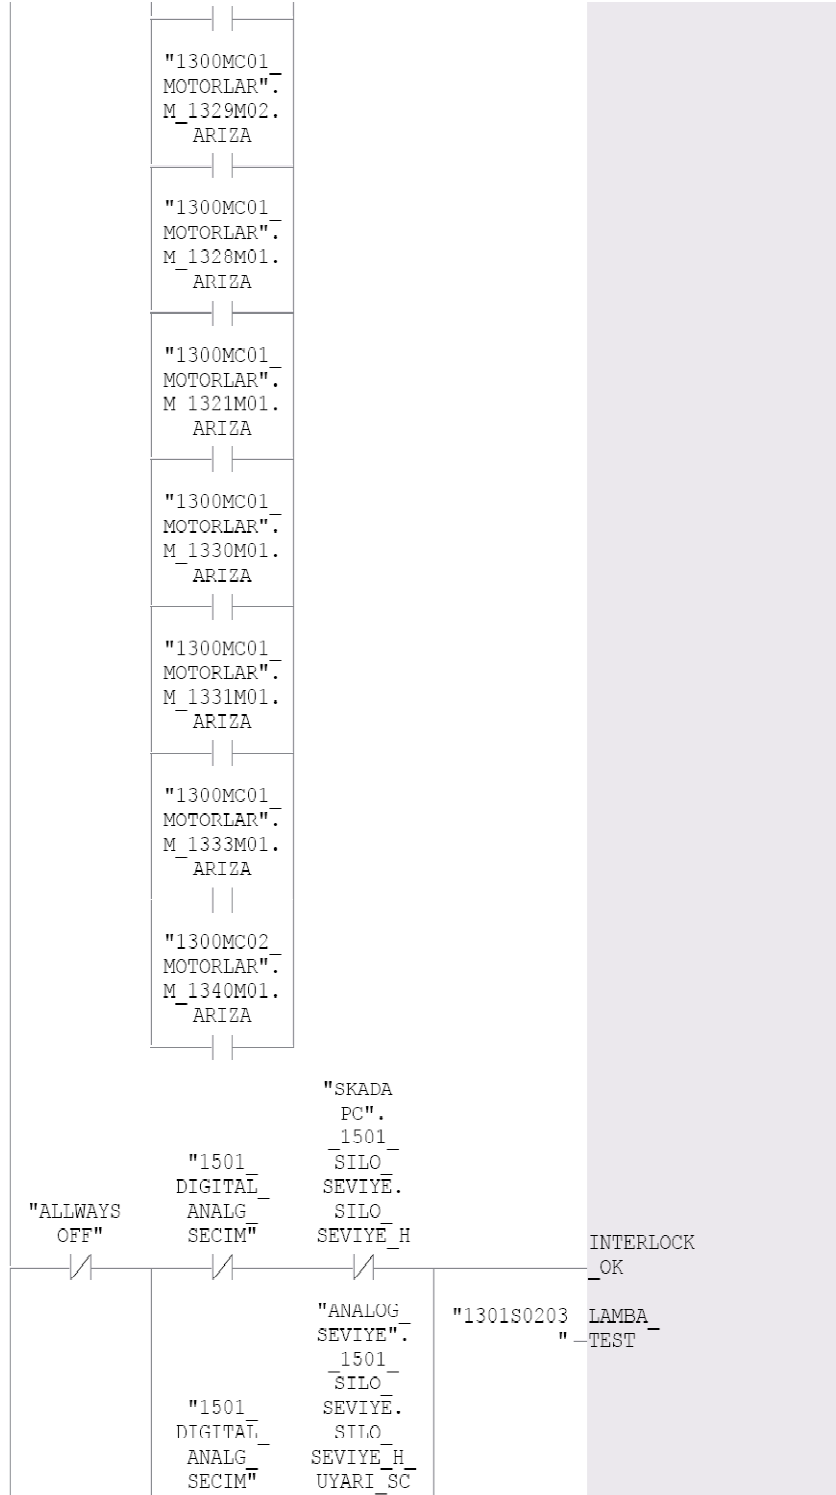 "1300MC01_
MOTORLAR".
M_1329M02.
ARIZA
"1300MC01_
MOTORLAR".
M_1328M01.
ARIZA
"1300MC01_
MOTORLAR".
M 1321M01.
ARIZA
"1300MC01_
MOTORLAR".
M_1330M01.
ARIZA
"1300MC01_
MOTORLAR".
M_1331M01.
ARIZA
"1300MC01_
MOTORLAR".
M_1333M01.
ARIZA
"1300MC02_
MOTORLAR".
M_1340M01.
ARIZA
"ALLWAYS
OFF"
"1501_
DIGITAL_
ANALG_
SECIM"
"SKADA
PC".
_1501_
SILO_
SEVIYE.
SILO_
SEVIYE_H
INTERLOCK
_OK
"1501_
DIGITAL_
ANALG_
SECIM"
"ANALOG_
SEVIYE".
_1501_
SILO_
SEVIYE.
SILO_
SEVIYE_H_
UYARI_SC
"1301S0203
"
LAMBA_
TEST